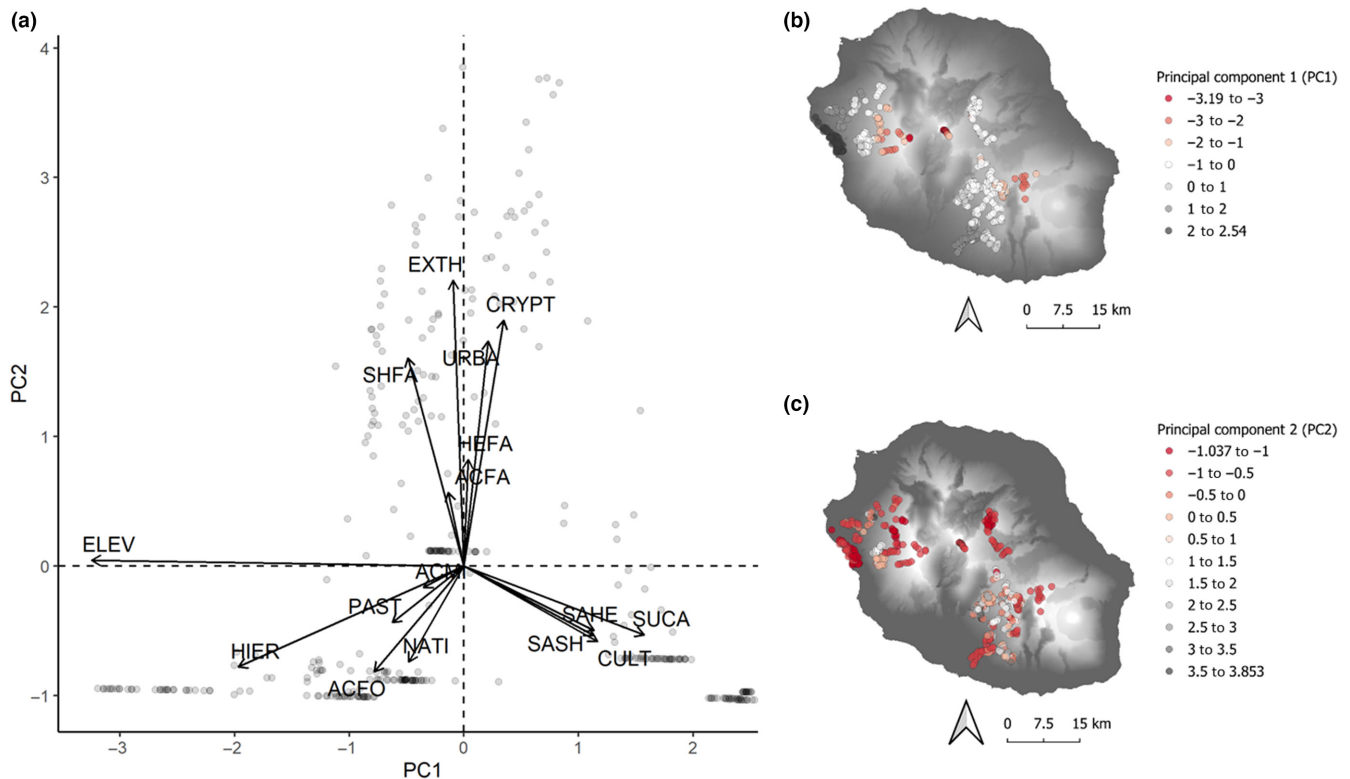 (a)
4
3
2
1
0
−1
PC2
−3
−2
−1
0
1
2
PC1
EXTH
CRYPT
URBA
SHFA
HEFA
ACFA
ELEV
PAST
HIER
NATI
ACFO
SAHE
SUCA
SASH
CULT
(b)
Principal component 1 (PC1)
−3.19 to −3
−3 to −2
−2 to −1
−1 to 0
0 to 1
1 to 2
2 to 2.54
0 7.5 15 km
(c)
Principal component 2 (PC2)
−1.037 to −1
−1 to −0.5
−0.5 to 0
0 to 0.5
0.5 to 1
1 to 1.5
1.5 to 2
2 to 2.5
2.5 to 3
3 to 3.5
3.5 to 3.853
0 7.5 15 km